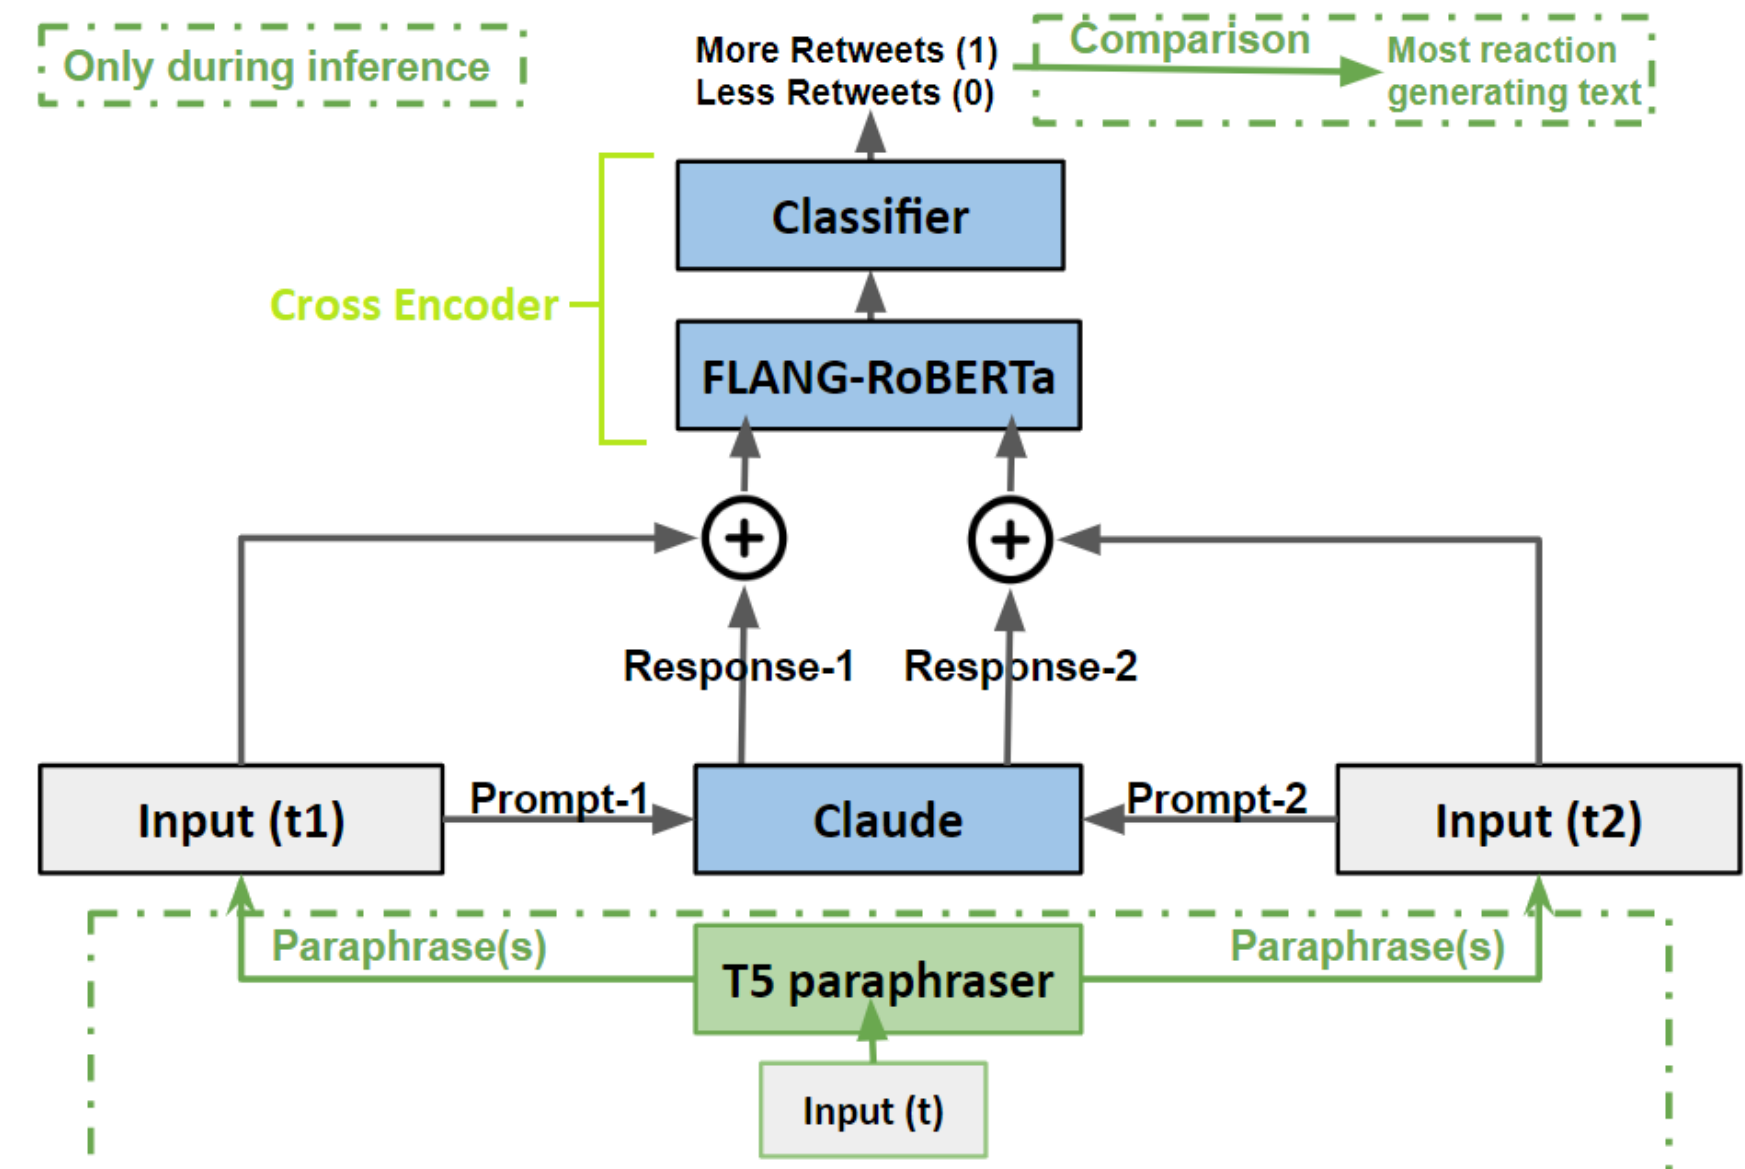 Only during inference
More Retweets (1)
Less Retweets (0)
Comparison
Most reaction
generating text
Classifier
Cross Encoder
FLANG-RoBERTa
+
+
Response-1
Response-2
Input (t1)
Prompt-1
Claude
Prompt-2
Input (t2)
Paraphrase(s)
T5 paraphraser
Paraphrase(s)
Input (t)